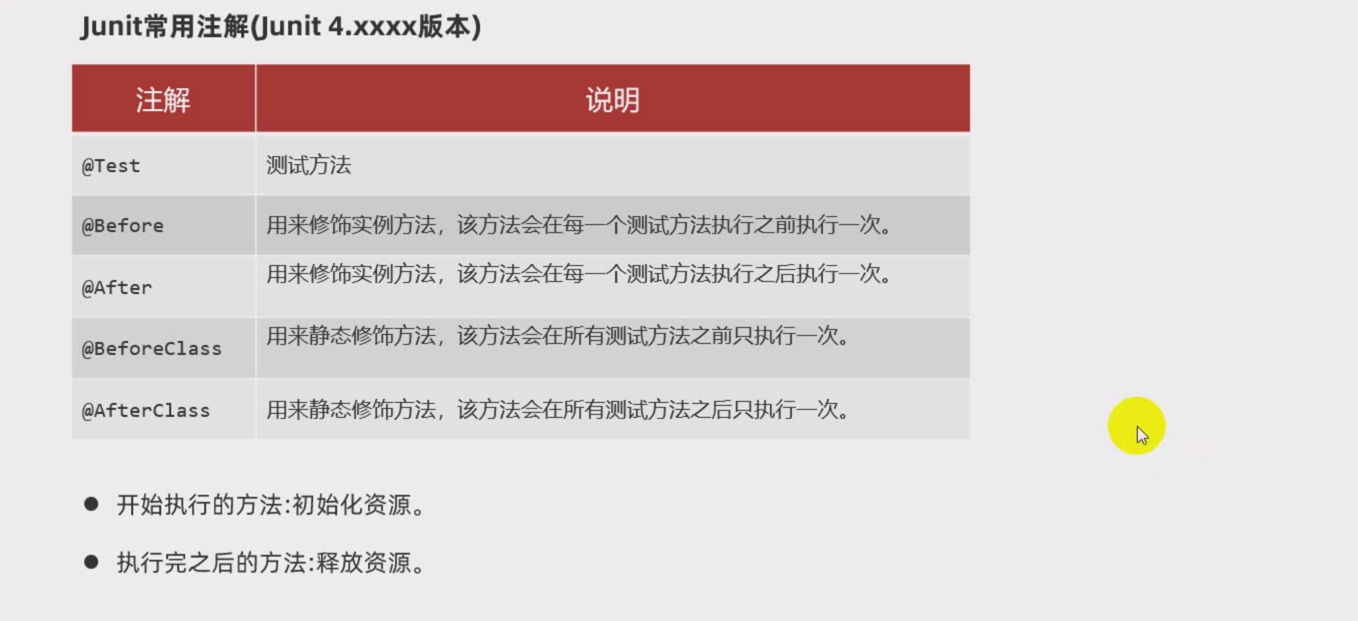 Junit常用注解(Junit 4.xxxx版本)
注解 说明
@Test 测试方法
@Before 用来修饰实例方法，该方法会在每一个测试方法执行之前执行一次。
@After 用来修饰实例方法，该方法会在每一个测试方法执行之后执行一次。
@BeforeClass 用来静态修饰方法，该方法会在所有测试方法之前只执行一次。
@AfterClass 用来静态修饰方法，该方法会在所有测试方法之后只执行一次。
● 开始执行的方法:初始化资源。
● 执行完之后的方法:释放资源。